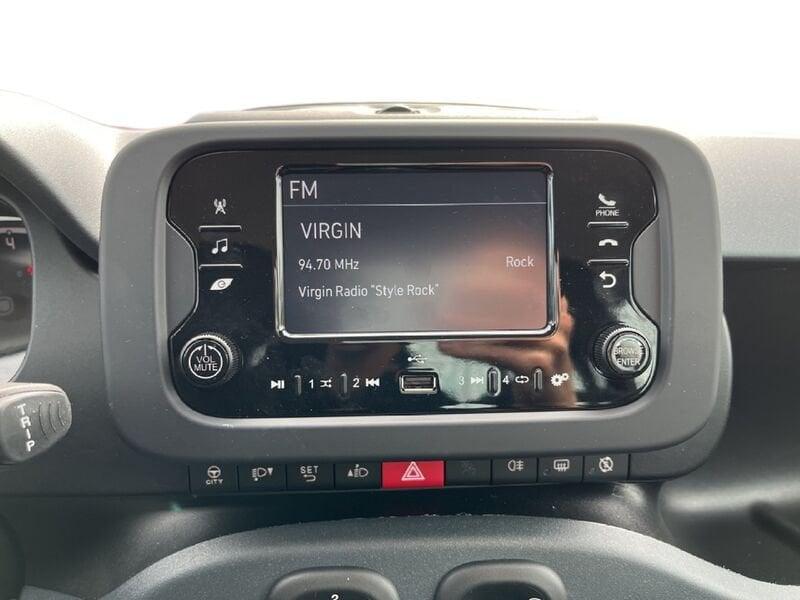 FM
VIRGIN
94.70 MHz
Rock
Virgin Radio "Style Rock"
PHONE
VOL
MUTE
BROWSE
ENTER
1
2
3
4
4
TRIP
CITY
SET